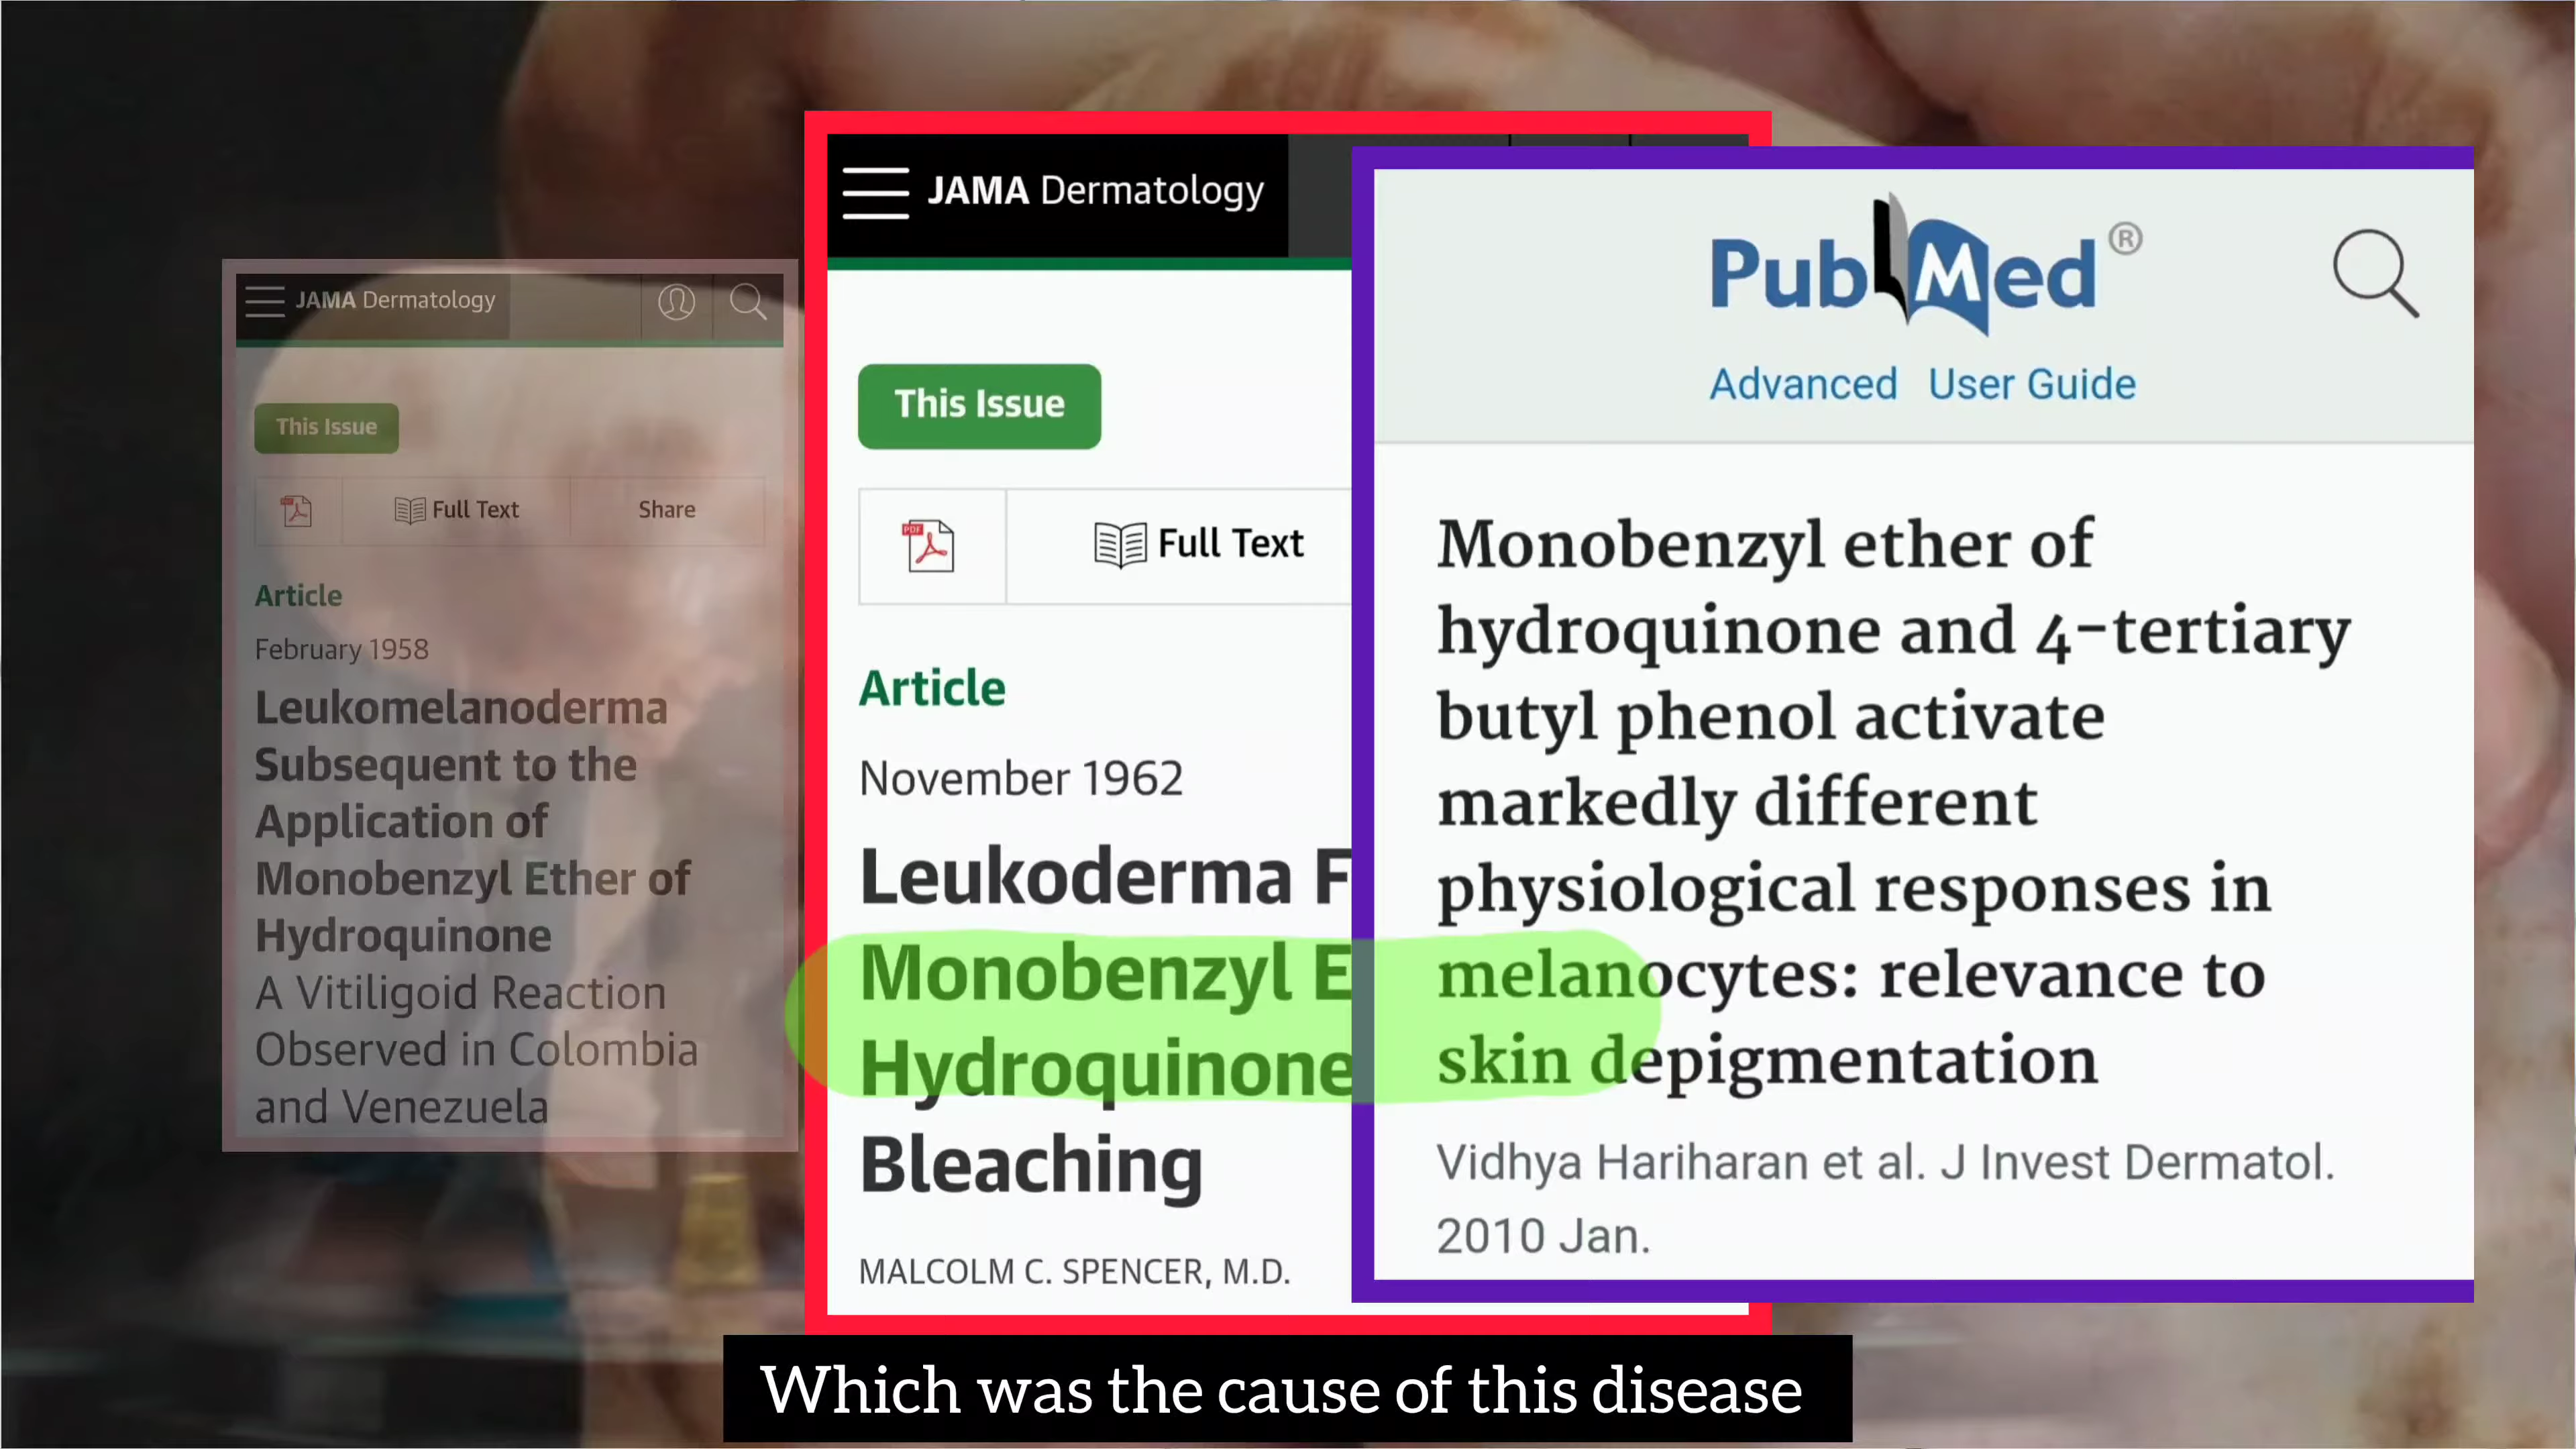 JAMA Dermatology
This Issue
Full Text
Share
Article
February 1958
Leukomelanoderma
Subsequent to the
Application of
Monobenzyl Ether of
Hydroquinone
A Vitiligoid Reaction
Observed in Colombia
and Venezuela
JAMA Dermatology
This Issue
PDF
Full Text
Article
November 1962
Leukoderma F
Monobenzyl E
Hydroquinone
Bleaching
MALCOLM C. SPENCER, M.D.
PubMed®
Advanced User Guide
Monobenzyl ether of
hydroquinone and 4-tertiary
butyl phenol activate
markedly different
physiological responses in
melanocytes: relevance to
skin depigmentation
Vidhya Hariharan et al. J Invest Dermatol.
2010 Jan.
Which was the cause of this disease